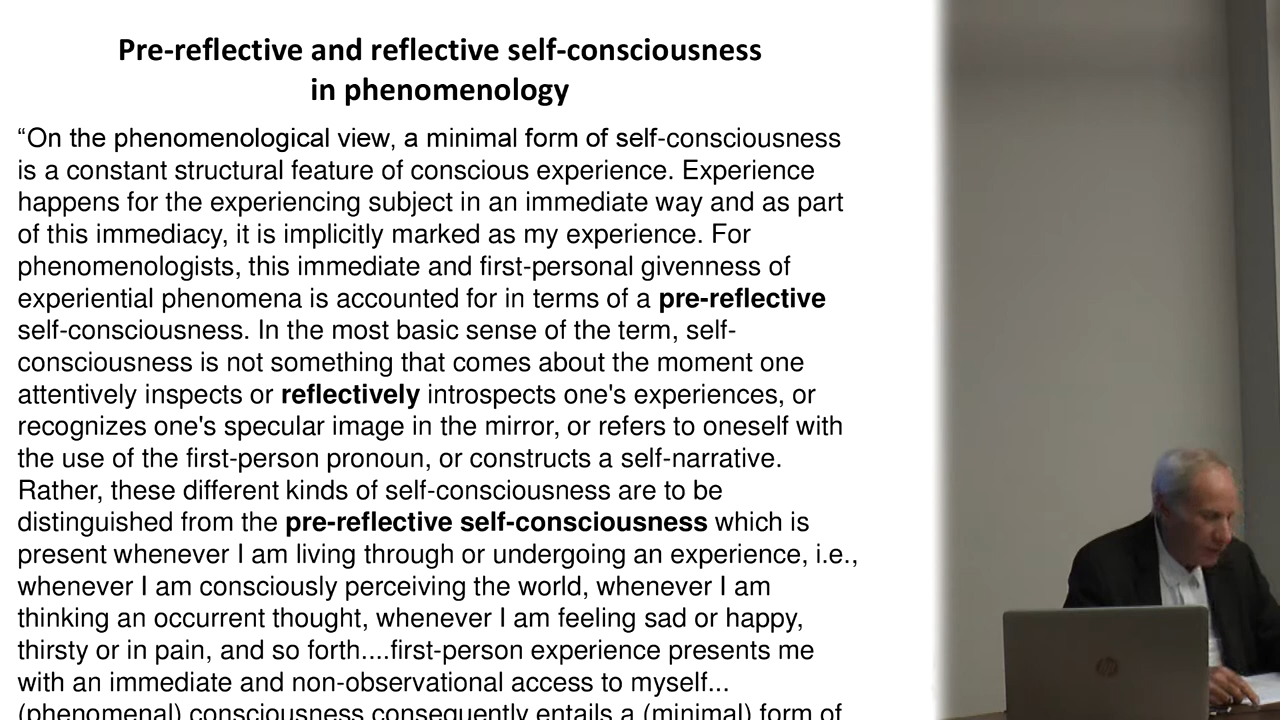 Pre-reflective and reflective self-consciousness
in phenomenology
“On the phenomenological view, a minimal form of self-consciousness
is a constant structural feature of conscious experience. Experience
happens for the experiencing subject in an immediate way and as part
of this immediacy, it is implicitly marked as my experience. For
phenomenologists, this immediate and first-personal givenness of
experiential phenomena is accounted for in terms of a pre-reflective
self-consciousness. In the most basic sense of the term, self-
consciousness is not something that comes about the moment one
attentively inspects or reflectively introspects one's experiences, or
recognizes one's specular image in the mirror, or refers to oneself with
the use of the first-person pronoun, or constructs a self-narrative.
Rather, these different kinds of self-consciousness are to be
distinguished from the pre-reflective self-consciousness which is
present whenever I am living through or undergoing an experience, i.e.,
whenever I am consciously perceiving the world, whenever I am
thinking an occurrent thought, whenever I am feeling sad or happy,
thirsty or in pain, and so forth....first-person experience presents me
with an immediate and non-observational access to myself...
(phenomenal) consciousness consequently entails a (minimal) form of
hp